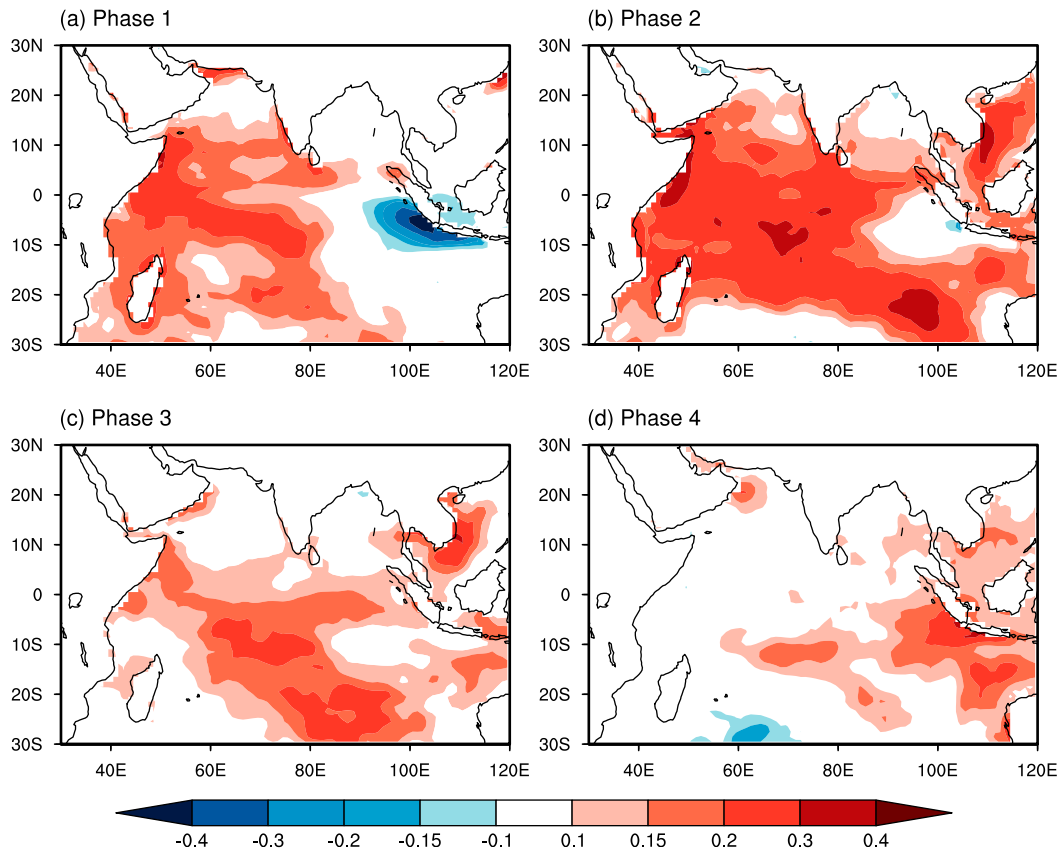 (a) Phase 1
(b) Phase 2
30N 30N
20N 20N
10N 10N
0 0
10S 10S
20S 20S
30S 30S
40E 60E 80E 100E 120E 40E 60E 80E 100E 120E
(c) Phase 3
(d) Phase 4
30N 30N
20N 20N
10N 10N
0 0
10S 10S
20S 20S
30S 30S
40E 60E 80E 100E 120E 40E 60E 80E 100E 120E
-0.4 -0.3 -0.2 -0.15 -0.1 0.1 0.15 0.2 0.3 0.4